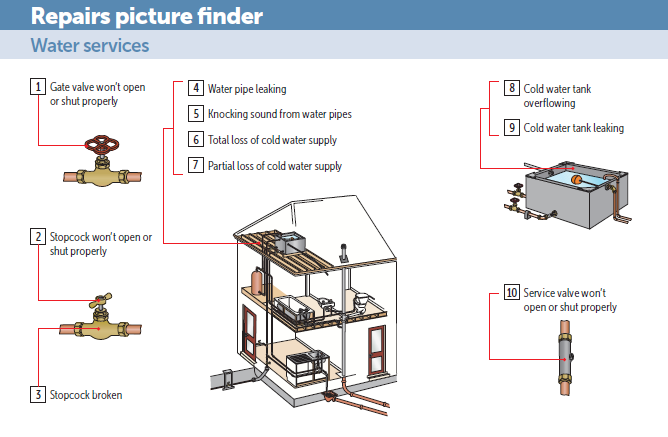 Repairs picture finder
Water services
1 Gate valve won't open
or shut properly
2 Stopcock won't open or
shut properly
3 Stopcock broken
4 Water pipe leaking
5 Knocking sound from water pipes
6 Total loss of cold water supply
7 Partial loss of cold water supply
8 Cold water tank
overflowing
9 Cold water tank leaking
10 Service valve won't
open or shut properly